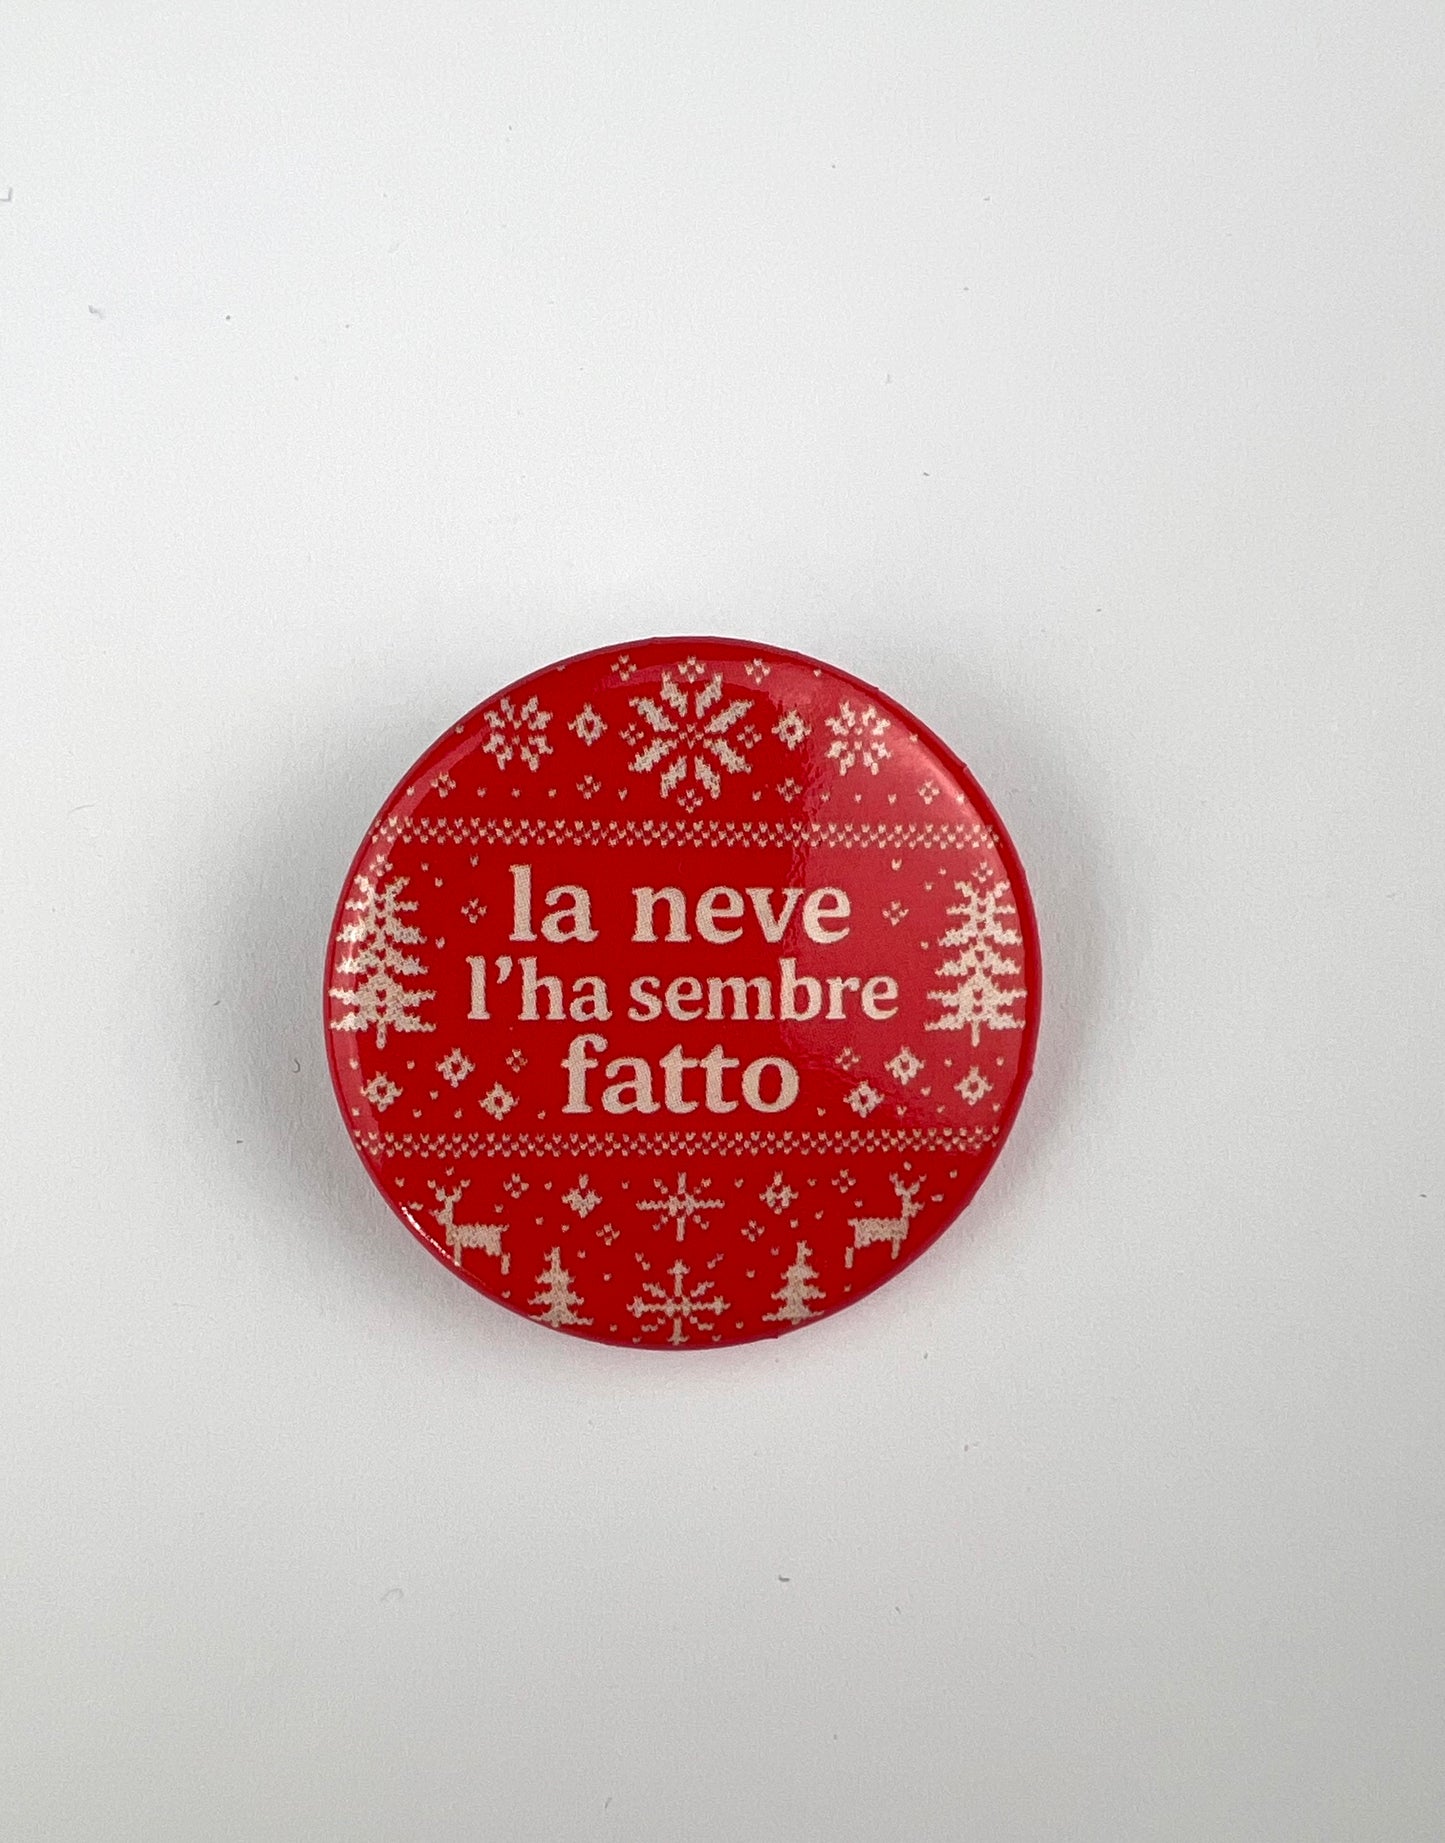 la neve
l'ha sembre
fatto